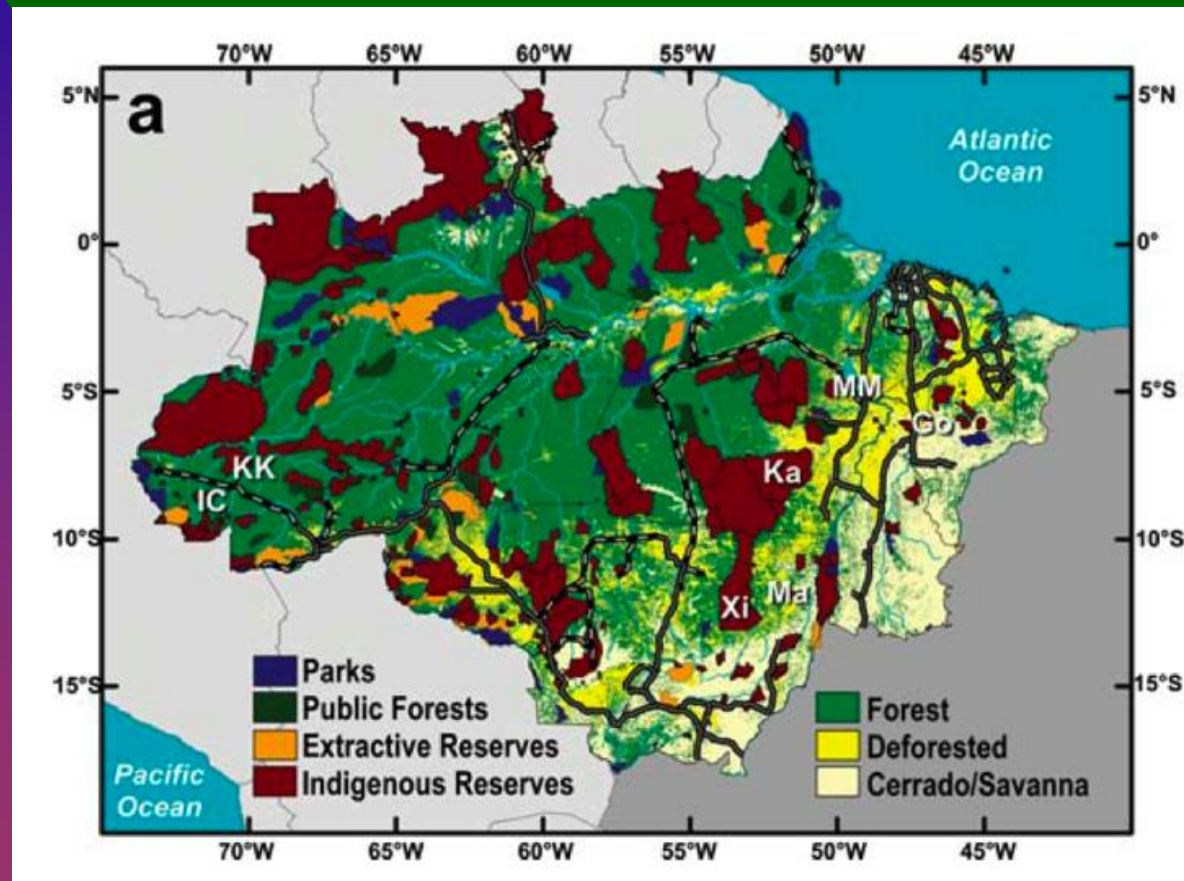 70°W 65°W 60°W 55°W 50°W 45°W
a
5°N 5°N
Atlantic
Ocean
0° 0°
5°S 5°S
MM
Go
KK
Ka
IC
10°S 10°S
Xi
Ma
15°S 15°S
Parks
Public Forests
Extractive Reserves
Indigenous Reserves
Forest
Deforested
Cerrado/Savanna
Pacific
Ocean
70°W 65°W 60°W 55°W 50°W 45°W